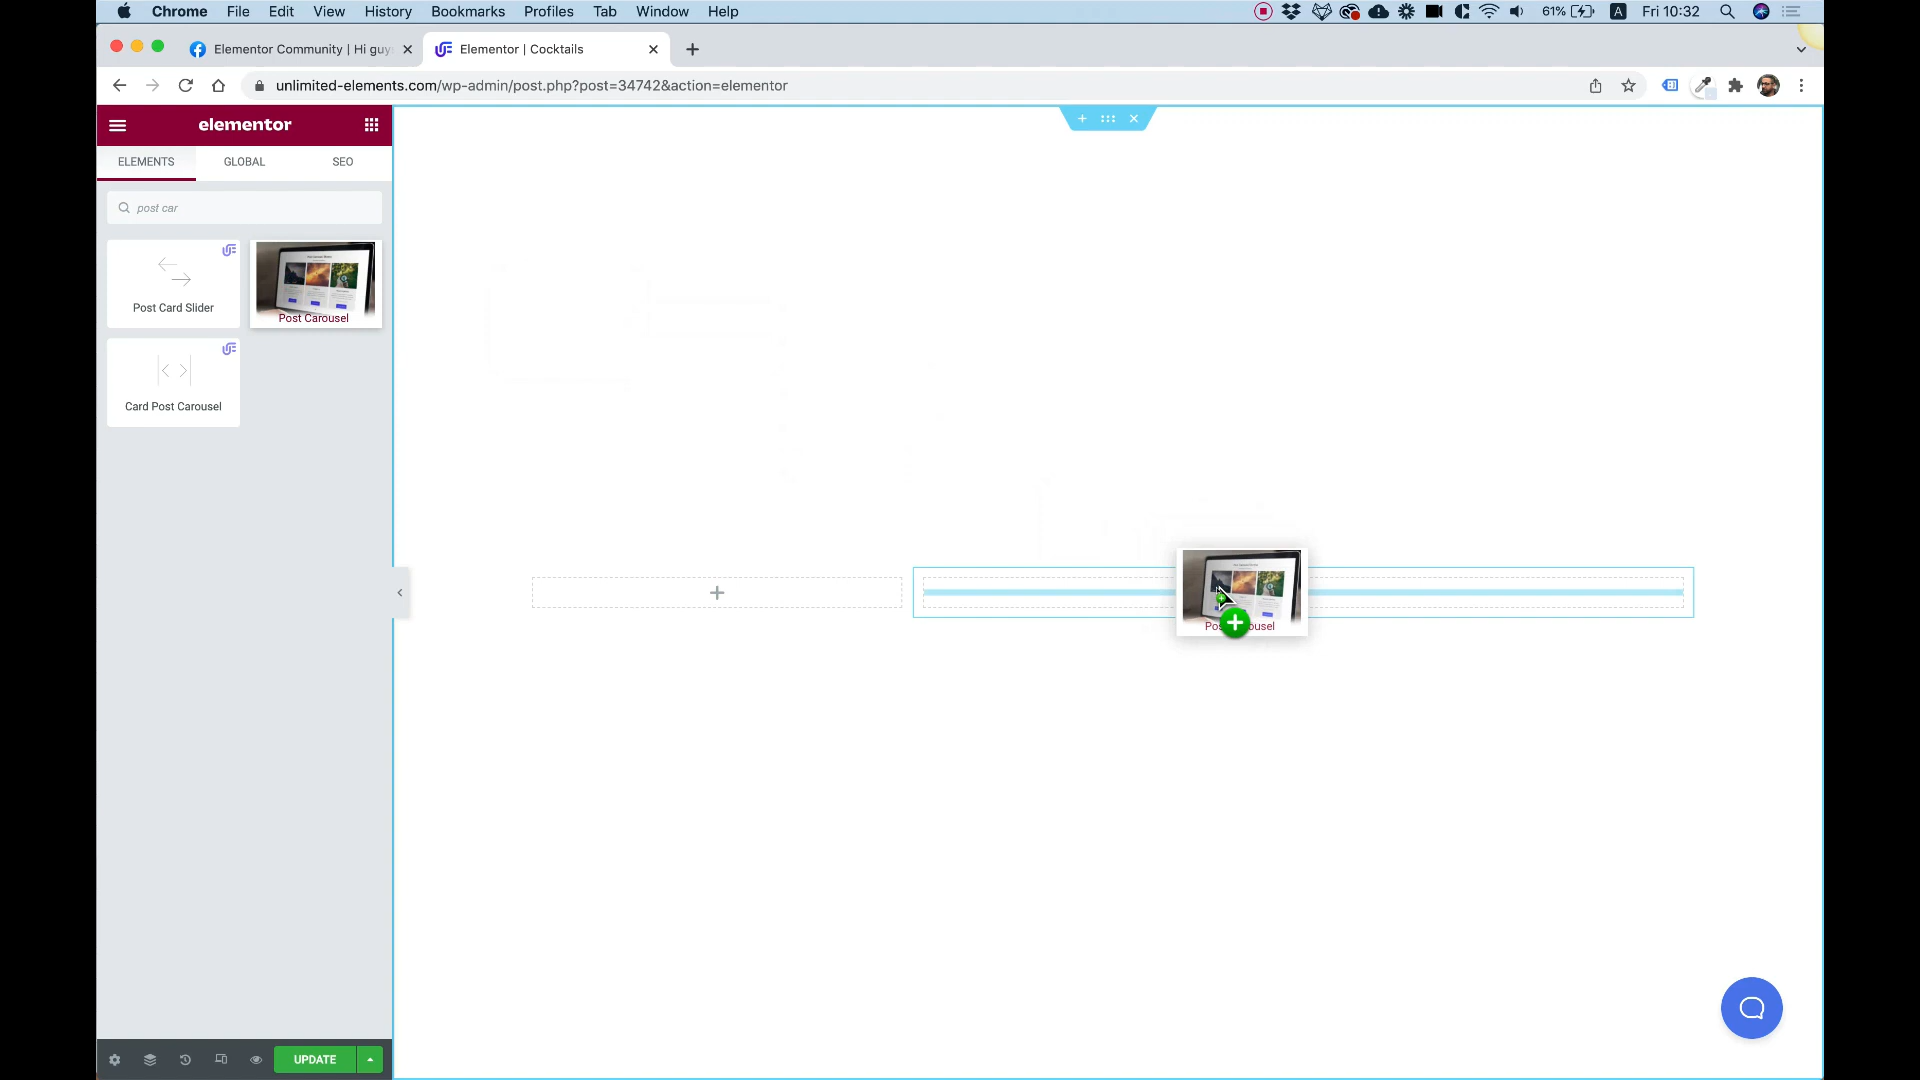 Chrome File Edit View History Bookmarks Profiles Tab Window Help 61% A Fri 10:32
Elementor Community | Hi guy
Elementor | Cocktails
unlimited-elements.com/wp-admin/post.php?post=34742&action=elementor
elementor
ELEMENTS GLOBAL SEO
post car
Post Card Slider
Post Carousel
Card Post Carousel
UPDATE